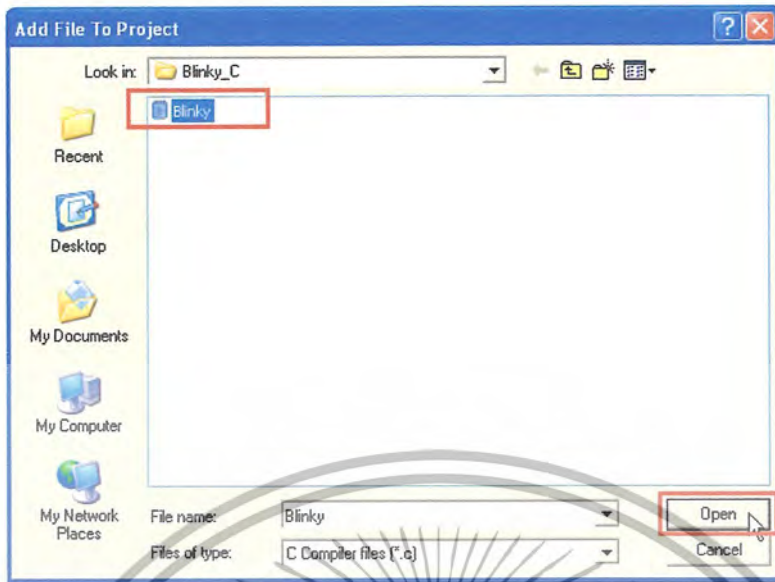 Add File To Project
Look in: Blinky_C
Blinky
Recent
Desktop
My Documents
My Computer
My Network
Places
File name: Blinky Open
Files of type: C Compiler files (*.c) Cancel